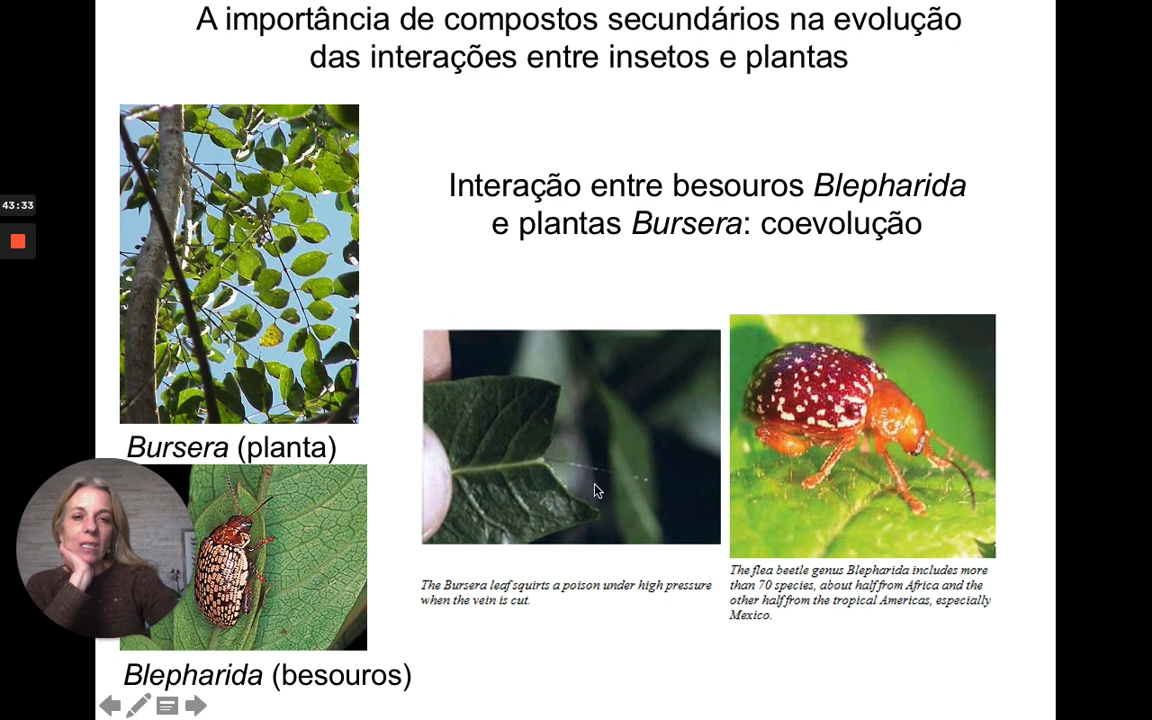 A importância de compostos secundários na evolução
das interações entre insetos e plantas
Interação entre besouros Blepharida
e plantas Bursera: coevolução
43:33
Bursera (planta)
The Bursera leaf squirts a poison under high pressure
when the vein is cut.
The flea beetle genus Blepharida includes more
than 70 species, about half from Africa and the
other half from the tropical Americas, especially
Mexico.
Blepharida (besouros)